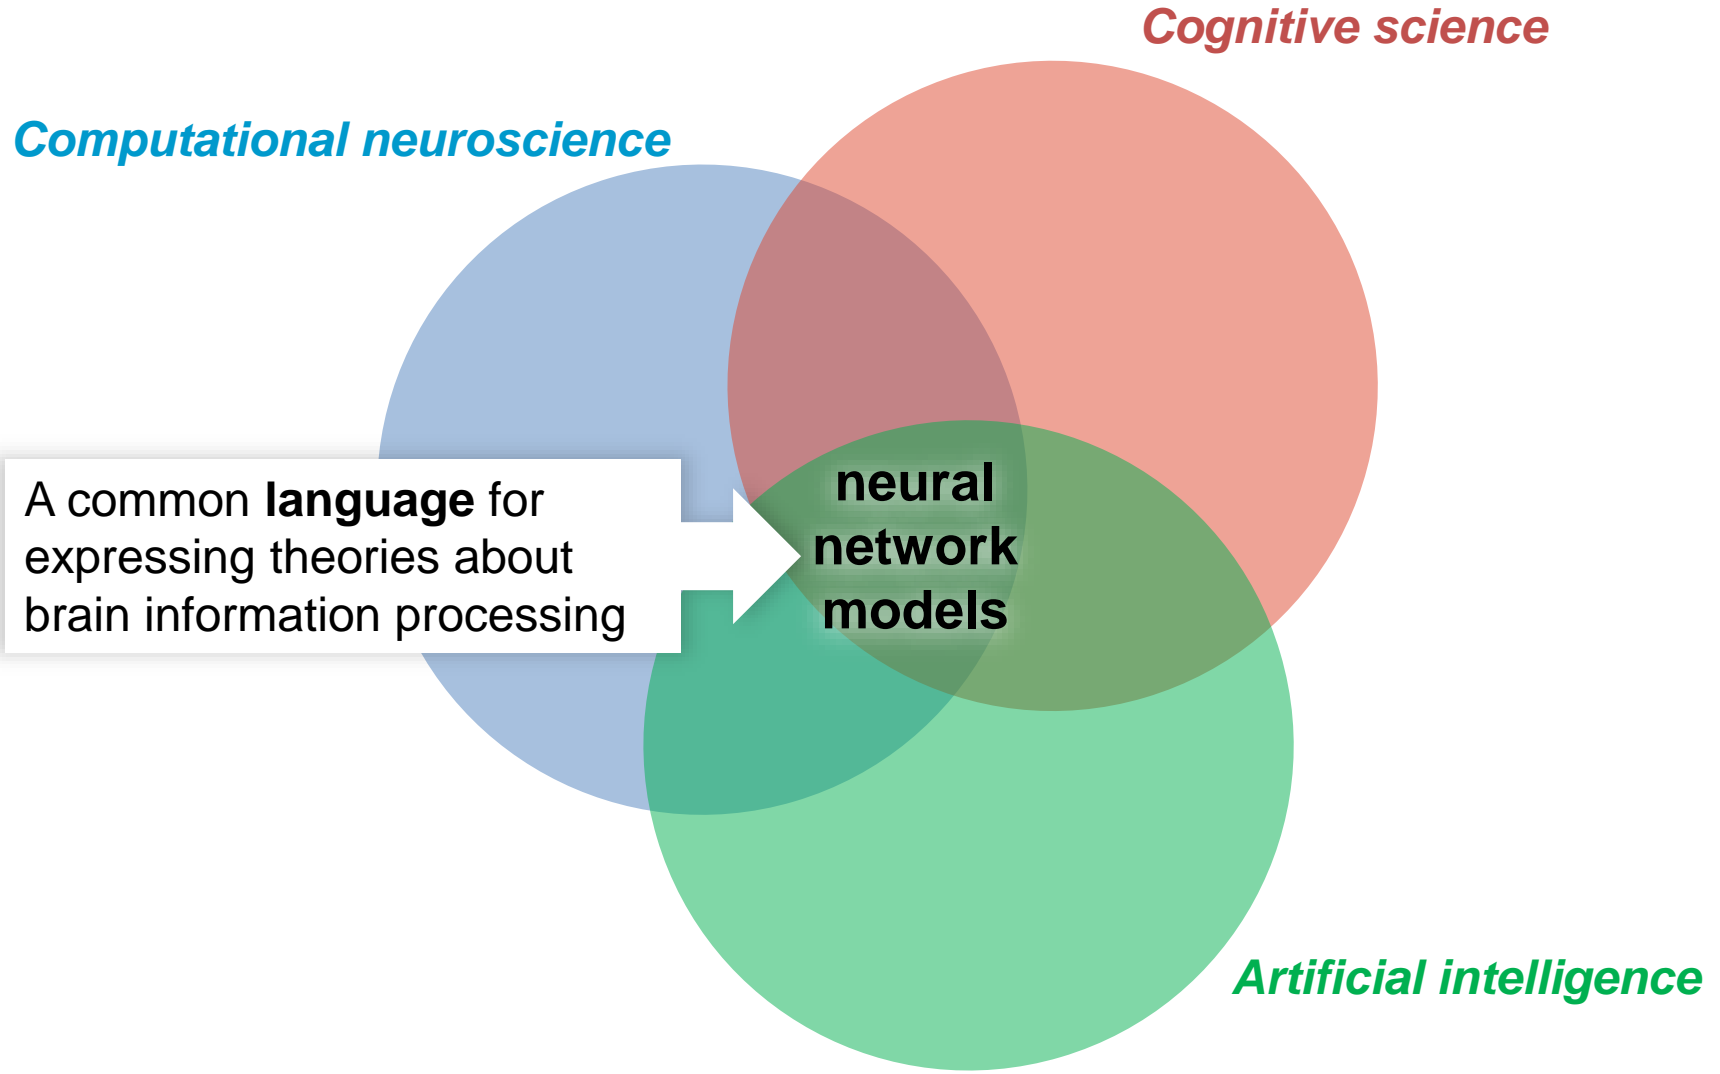 Cognitive science
Computational neuroscience
A common language for
expressing theories about
brain information processing
neural
network
models
Artificial intelligence